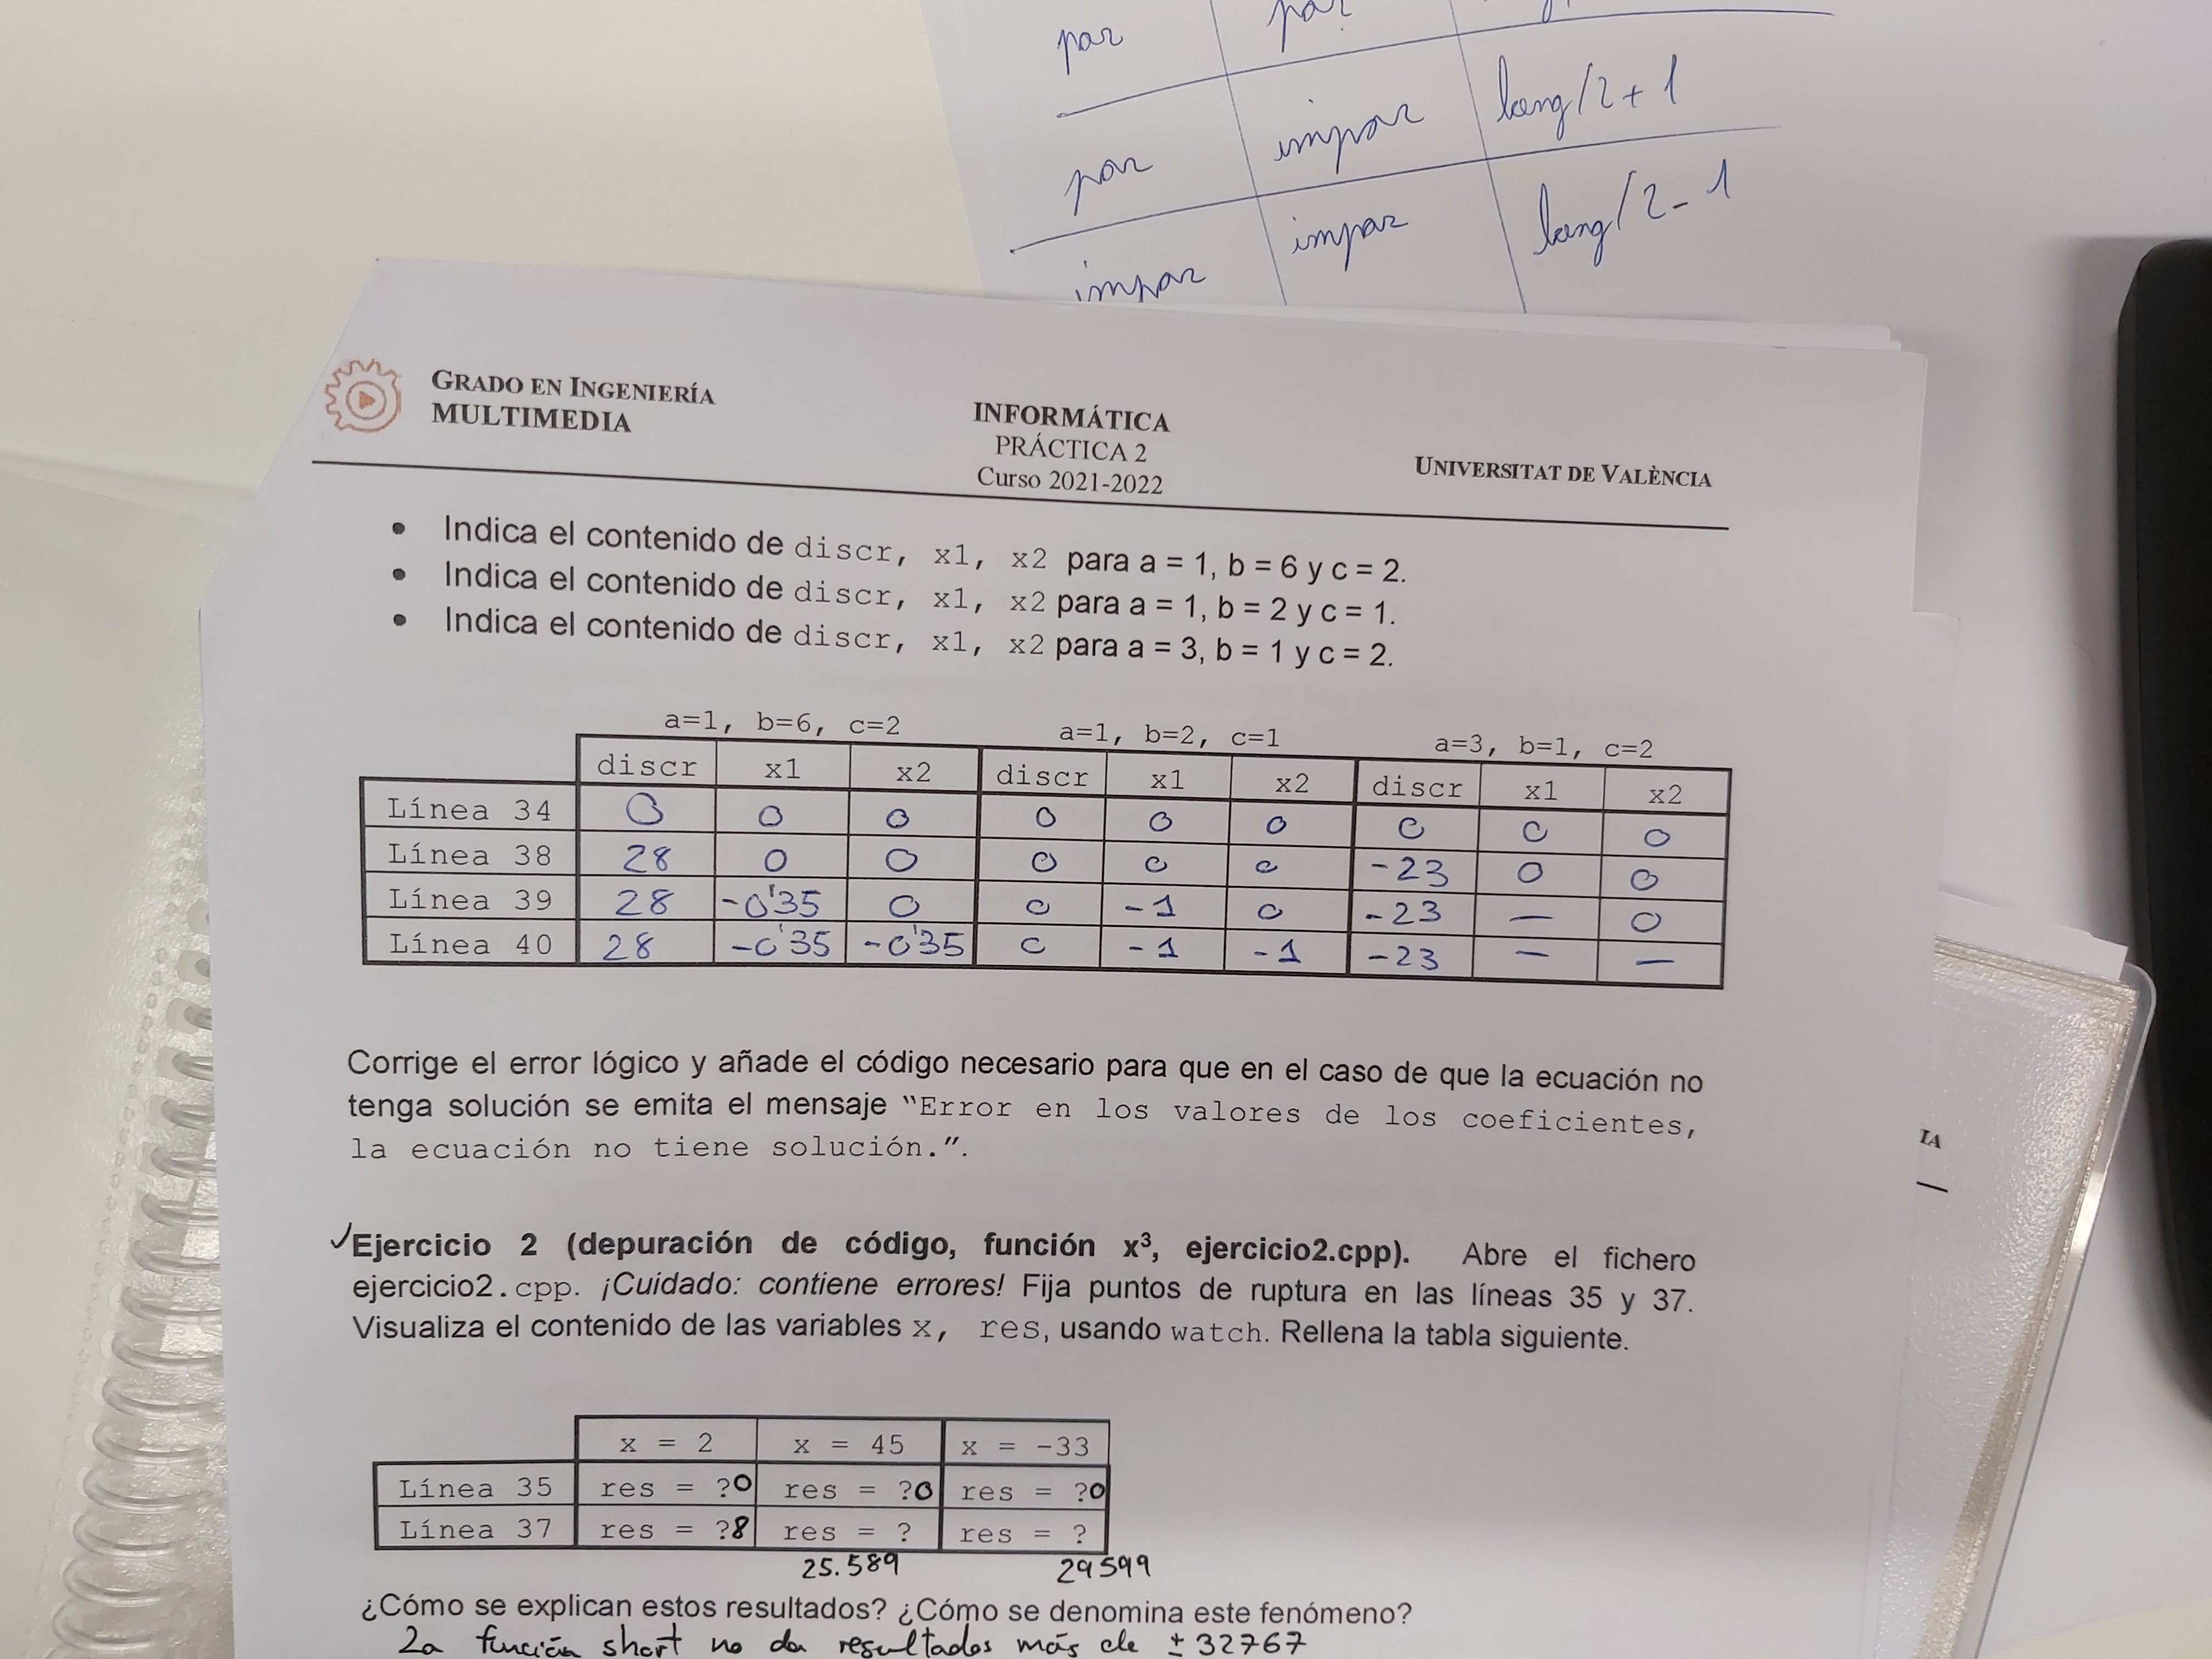 GRADO EN INGENIERÍA
MULTIMEDIA
INFORMÁTICA
PRÁCTICA 2
Curso 2021-2022
UNIVERSITAT DE VALÈNCIA
• Indica el contenido de discr, x1, x2 para a = 1, b = 6 y c = 2.
• Indica el contenido de discr, x1, x2 para a = 1, b = 2 y c = 1.
• Indica el contenido de discr, x1, x2 para a = 3, b = 1 y c = 2.
a=1, b=6, c=2 a=1, b=2, c=1 a=3, b=1, c=2
discr x1 x2 discr x1 x2 discr x1 x2
Línea 34 0 0 0 0 0 0 0 0 0
Línea 38 28 0 0 0 0 0 -23 0 0
Línea 39 28 -0'35 0 0 -1 0 -23 — 0
Línea 40 28 -0'35 -0'35 0 -1 -1 -23 — —
Corrige el error lógico y añade el código necesario para que en el caso de que la ecuación no
tenga solución se emita el mensaje "Error en los valores de los coeficientes,
la ecuación no tiene solución.".
✓Ejercicio 2 (depuración de código, función x³, ejercicio2.cpp). Abre el fichero
ejercicio2.cpp. ¡Cuidado: contiene errores! Fija puntos de ruptura en las líneas 35 y 37.
Visualiza el contenido de las variables x, res, usando watch. Rellena la tabla siguiente.
x = 2 x = 45 x = -33
Línea 35 res = ?0 res = ?0 res = ?0
Línea 37 res = ?8 res = ? res = ?
25.589 29599
¿Cómo se explican estos resultados? ¿Cómo se denomina este fenómeno?
La función short no da resultados más de ± 32767
par par
par impar long/2+1
impar impar long/2-1
LA